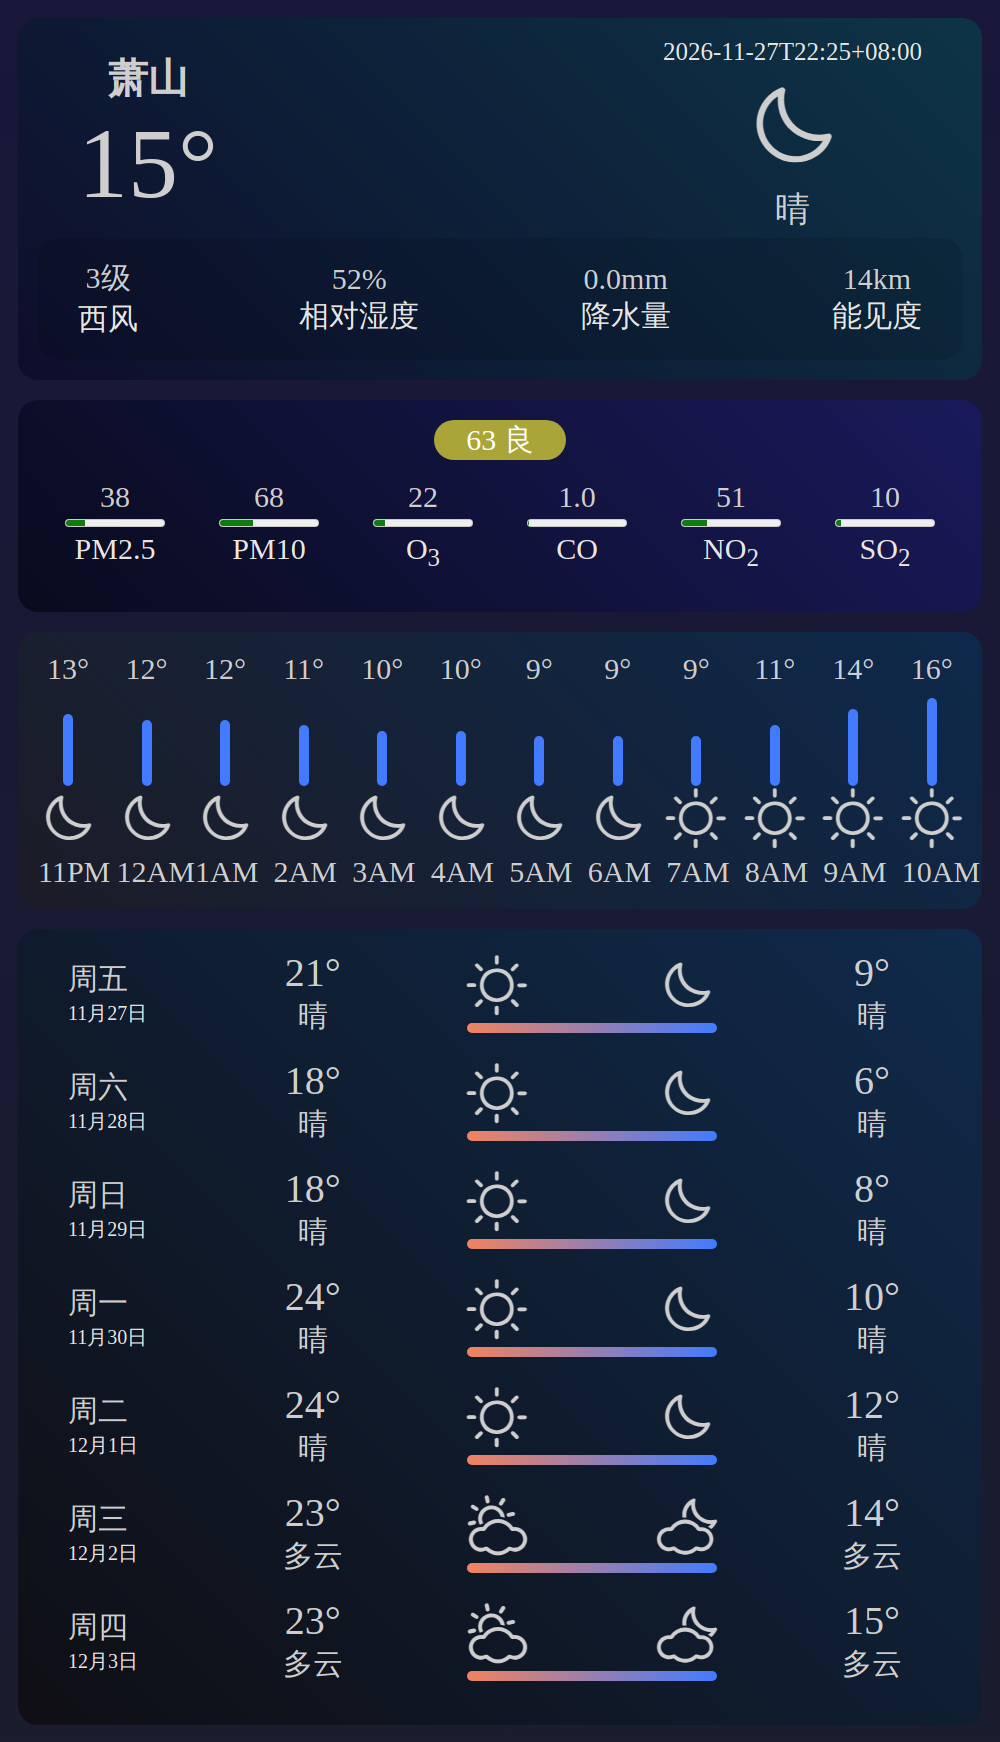 萧山
15°
2026-11-27T22:25+08:00
晴
3级 52% 0.0mm 14km
西风 相对湿度 降水量 能见度
63 良
38 68 22 1.0 51 10
PM2.5 PM10 O3 CO NO2 SO2
13° 12° 12° 11° 10° 10° 9° 9° 9° 11° 14° 16°
11PM 12AM 1AM 2AM 3AM 4AM 5AM 6AM 7AM 8AM 9AM 10AM
周五 21° 9°
11月27日 晴 晴
周六 18° 6°
11月28日 晴 晴
周日 18° 8°
11月29日 晴 晴
周一 24° 10°
11月30日 晴 晴
周二 24° 12°
12月1日 晴 晴
周三 23° 14°
12月2日 多云 多云
周四 23° 15°
12月3日 多云 多云